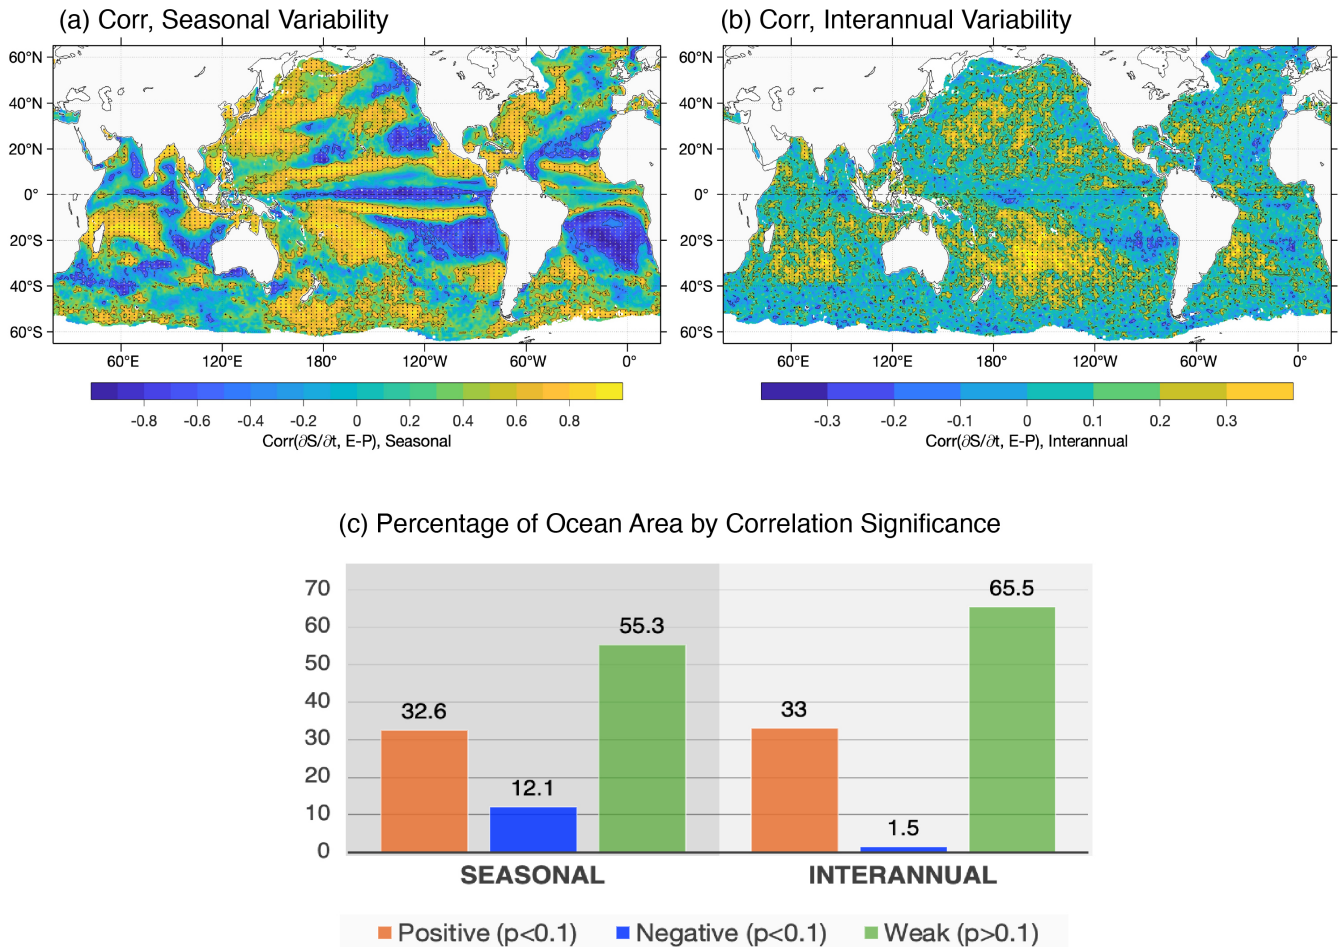 (a) Corr, Seasonal Variability
(b) Corr, Interannual Variability
60°N
40°N
20°N
0°
20°S
40°S
60°S
60°E 120°E 180° 120°W 60°W 0°
-0.8 -0.6 -0.4 -0.2 0 0.2 0.4 0.6 0.8
Corr(∂S/∂t, E-P), Seasonal
60°N
40°N
20°N
0°
20°S
40°S
60°S
60°E 120°E 180° 120°W 60°W 0°
-0.3 -0.2 -0.1 0 0.1 0.2 0.3
Corr(∂S/∂t, E-P), Interannual
(c) Percentage of Ocean Area by Correlation Significance
70
60
50
40
30
20
10
0
32.6
12.1
55.3
33
1.5
65.5
SEASONAL INTERANNUAL
Positive (p<0.1) Negative (p<0.1) Weak (p>0.1)